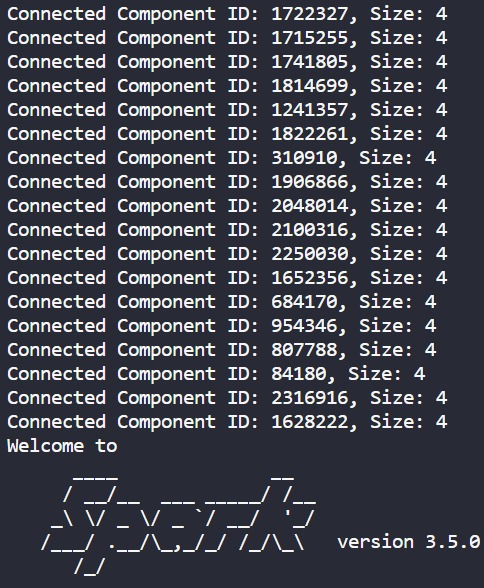 Connected Component ID: 1722327, Size: 4
Connected Component ID: 1715255, Size: 4
Connected Component ID: 1741805, Size: 4
Connected Component ID: 1814699, Size: 4
Connected Component ID: 1241357, Size: 4
Connected Component ID: 1822261, Size: 4
Connected Component ID: 310910, Size: 4
Connected Component ID: 1906866, Size: 4
Connected Component ID: 2048014, Size: 4
Connected Component ID: 2100316, Size: 4
Connected Component ID: 2250030, Size: 4
Connected Component ID: 1652356, Size: 4
Connected Component ID: 684170, Size: 4
Connected Component ID: 954346, Size: 4
Connected Component ID: 807788, Size: 4
Connected Component ID: 84180, Size: 4
Connected Component ID: 2316916, Size: 4
Connected Component ID: 1628222, Size: 4
Welcome to
Spark version 3.5.0